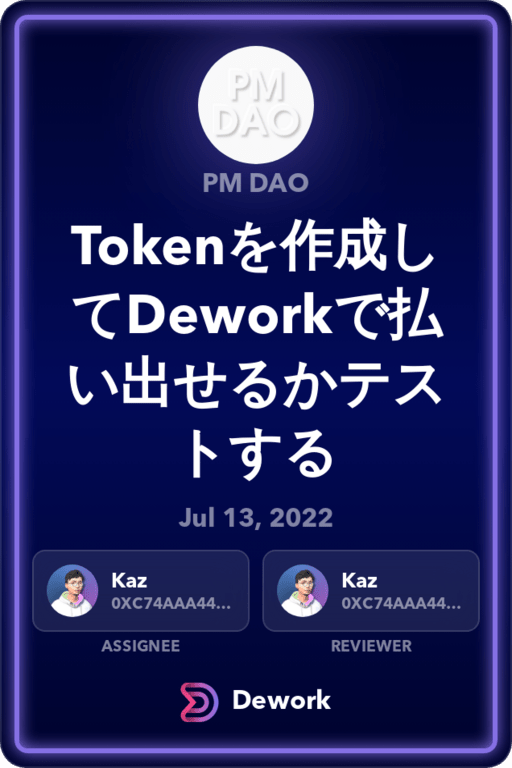 PM
DAO
PM DAO
Tokenを作成し
てDeworkで払
い出せるかテス
トする
Jul 13, 2022
Kaz
0XC74AAA44...
Kaz
0XC74AAA44...
ASSIGNEE
REVIEWER
Dework